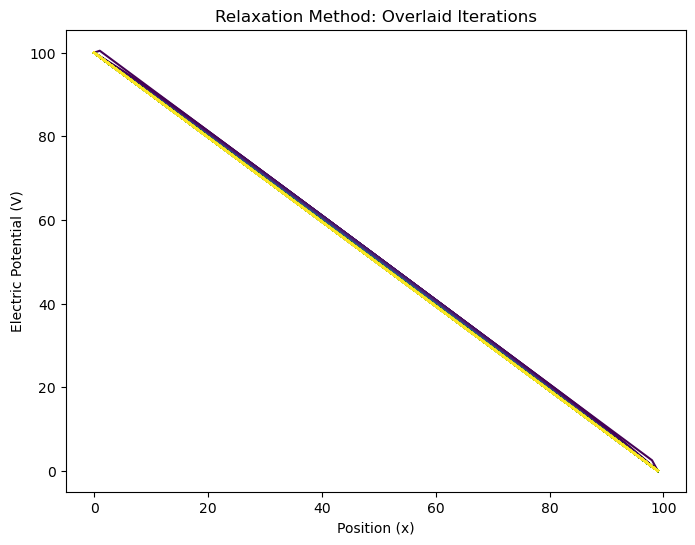 Relaxation Method: Overlaid Iterations
Electric Potential (V)
100
80
60
40
20
0
0 20 40 60 80 100
Position (x)